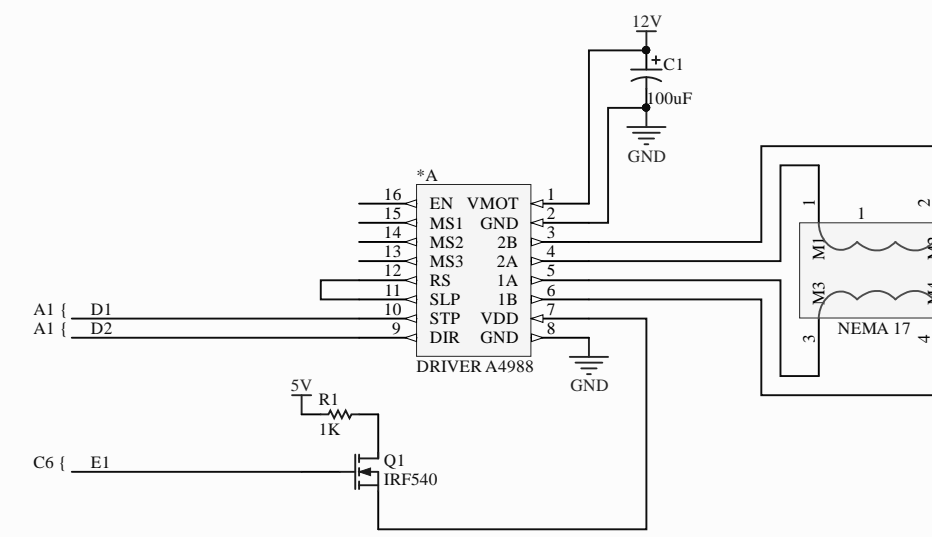 12V
+
C1
100uF
GND
*A
16 EN VMOT 1
15 MS1 GND 2
14 MS2 2B 3
13 MS3 2A 4
12 RS 1A 5
11 SLP 1B 6
A1 { D1 10 STP VDD 7
A1 { D2 9 DIR GND 8
DRIVER A4988
GND
1 1 2
M1 M2
M3 M4
NEMA 17
3 4
5V
R1
1K
C6 { E1
Q1
IRF540